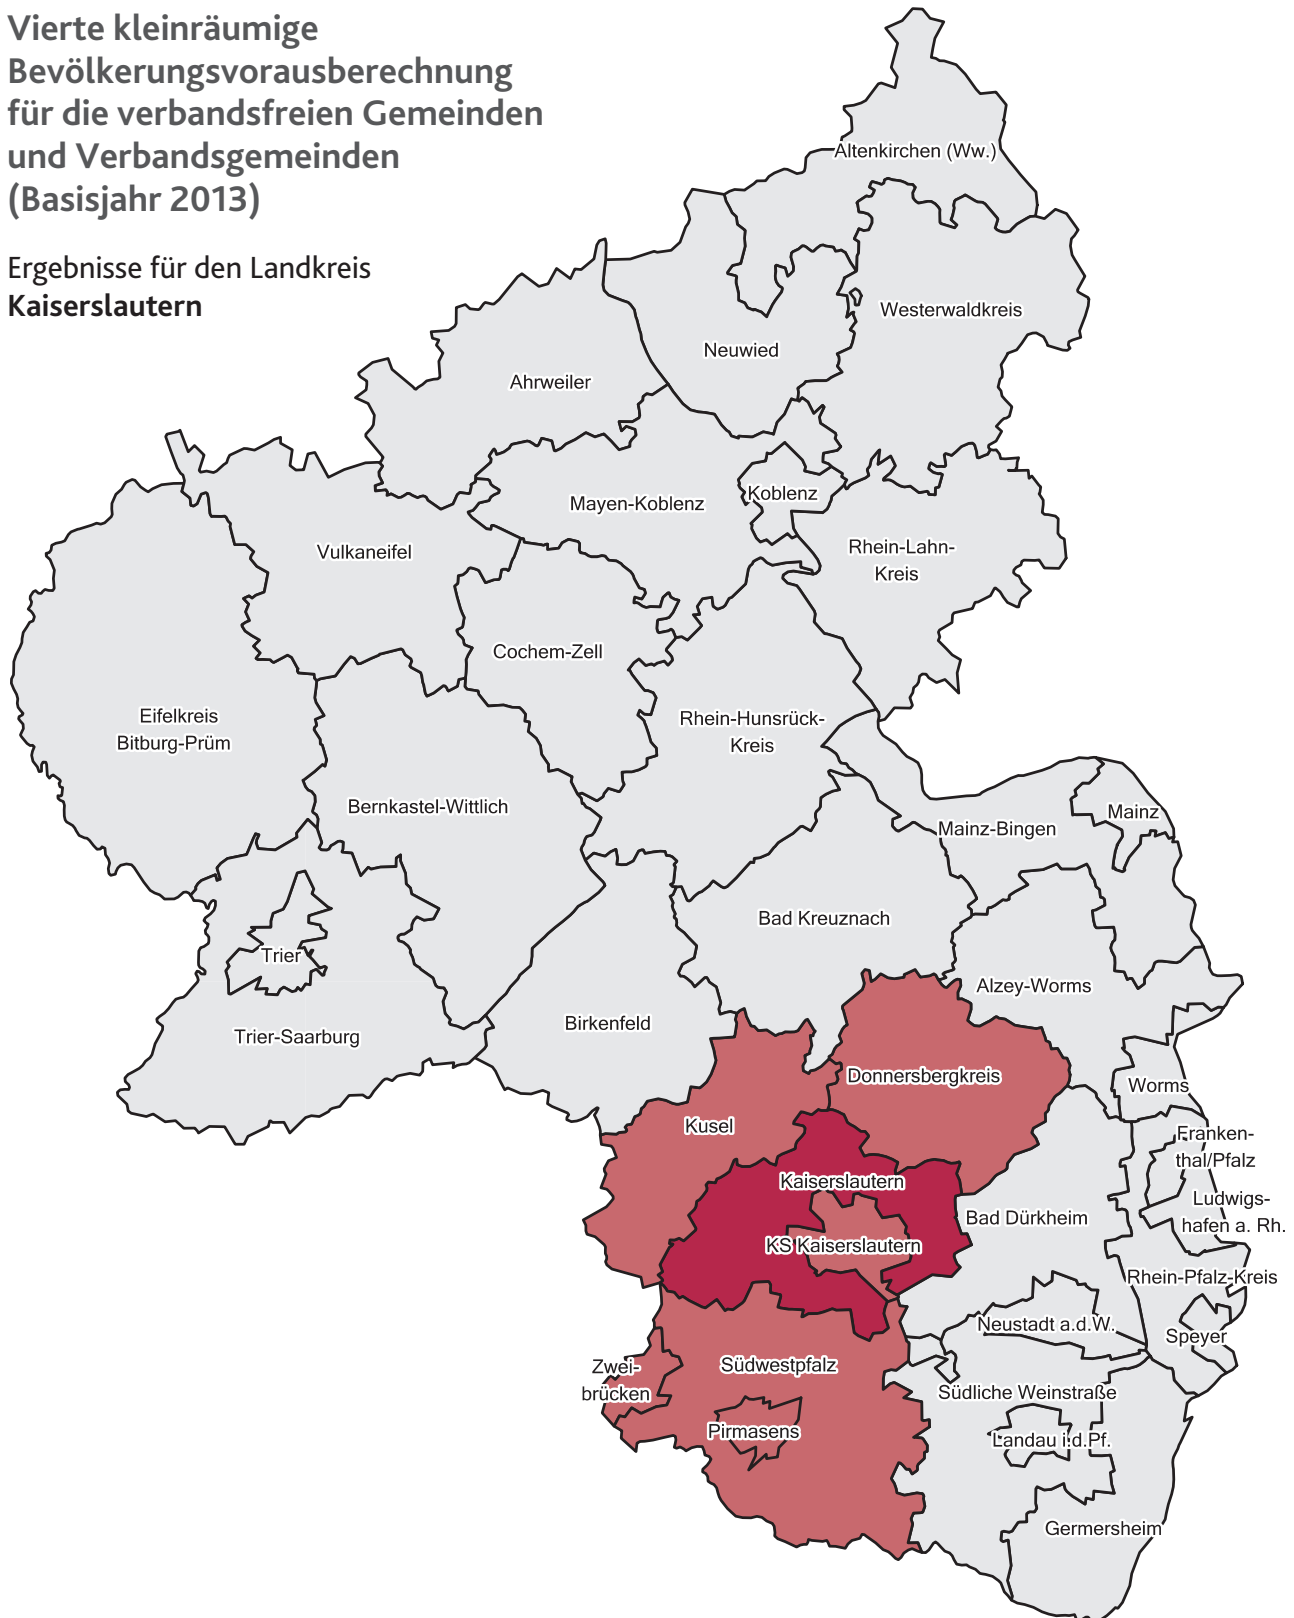 Vierte kleinräumige
Bevölkerungsvorausberechnung
für die verbandsfreien Gemeinden
und Verbandsgemeinden
(Basisjahr 2013)
Ergebnisse für den Landkreis
Kaiserslautern
Altenkirchen (Ww.)
Westerwaldkreis
Neuwied
Ahrweiler
Koblenz
Mayen-Koblenz
Vulkaneifel
Rhein-Lahn-
Kreis
Cochem-Zell
Eifelkreis
Bitburg-Prüm
Rhein-Hunsrück-
Kreis
Bernkastel-Wittlich
Mainz
Mainz-Bingen
Bad Kreuznach
Trier
Alzey-Worms
Birkenfeld
Trier-Saarburg
Donnersbergkreis
Worms
Kusel
Franken-
thal/Pfalz
Kaiserslautern
Ludwigs-
hafen a. Rh.
Bad Dürkheim
KS Kaiserslautern
Rhein-Pfalz-Kreis
Neustadt a.d.W.
Speyer
Zwei-
brücken
Südwestpfalz
Südliche Weinstraße
Pirmasens
Landau i.d.Pf.
Germersheim